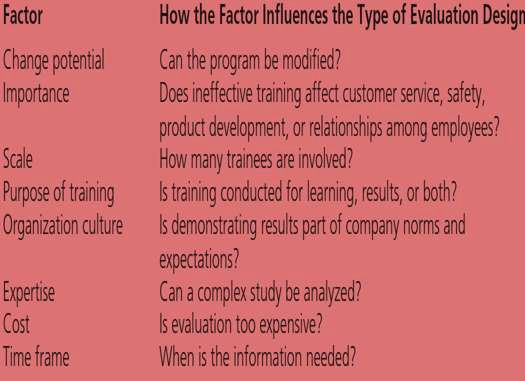 Factor How the Factor Influences the Type of Evaluation Design
Change potential Can the program be modified?
Importance Does ineffective training affect customer service, safety,
product development, or relationships among employees?
Scale How many trainees are involved?
Purpose of training Is training conducted for learning, results, or both?
Organization culture Is demonstrating results part of company norms and
expectations?
Expertise Can a complex study be analyzed?
Cost Is evaluation too expensive?
Time frame When is the information needed?